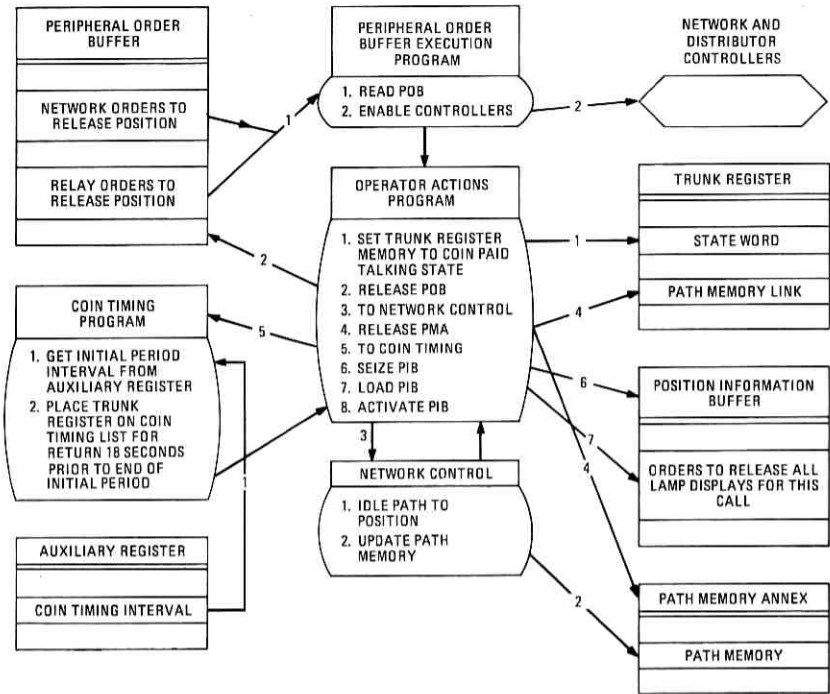 PERIPHERAL ORDER
BUFFER
NETWORK ORDERS TO
RELEASE POSITION
RELAY ORDERS TO
RELEASE POSITION
1
PERIPHERAL ORDER
BUFFER EXECUTION
PROGRAM
1. READ POB
2. ENABLE CONTROLLERS
2
NETWORK AND
DISTRIBUTOR
CONTROLLERS
OPERATOR ACTIONS
PROGRAM
1. SET TRUNK REGISTER
MEMORY TO COIN PAID
TALKING STATE
2. RELEASE POB
3. TO NETWORK CONTROL
4. RELEASE PMA
5. TO COIN TIMING
6. SEIZE PIB
7. LOAD PIB
8. ACTIVATE PIB
2
5
1
4
6
7
4
3
TRUNK REGISTER
STATE WORD
PATH MEMORY LINK
COIN TIMING
PROGRAM
1. GET INITIAL PERIOD
INTERVAL FROM
AUXILIARY REGISTER
2. PLACE TRUNK
REGISTER ON COIN
TIMING LIST FOR
RETURN 18 SECONDS
PRIOR TO END OF
INITIAL PERIOD
1
POSITION INFORMATION
BUFFER
ORDERS TO RELEASE ALL
LAMP DISPLAYS FOR THIS
CALL
NETWORK CONTROL
1. IDLE PATH TO
POSITION
2. UPDATE PATH
MEMORY
2
AUXILIARY REGISTER
COIN TIMING INTERVAL
PATH MEMORY ANNEX
PATH MEMORY